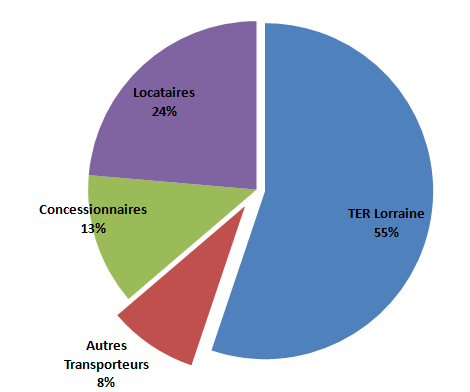 Locataires
24%
TER Lorraine
55%
Concessionnaires
13%
Autres
Transporteurs
8%